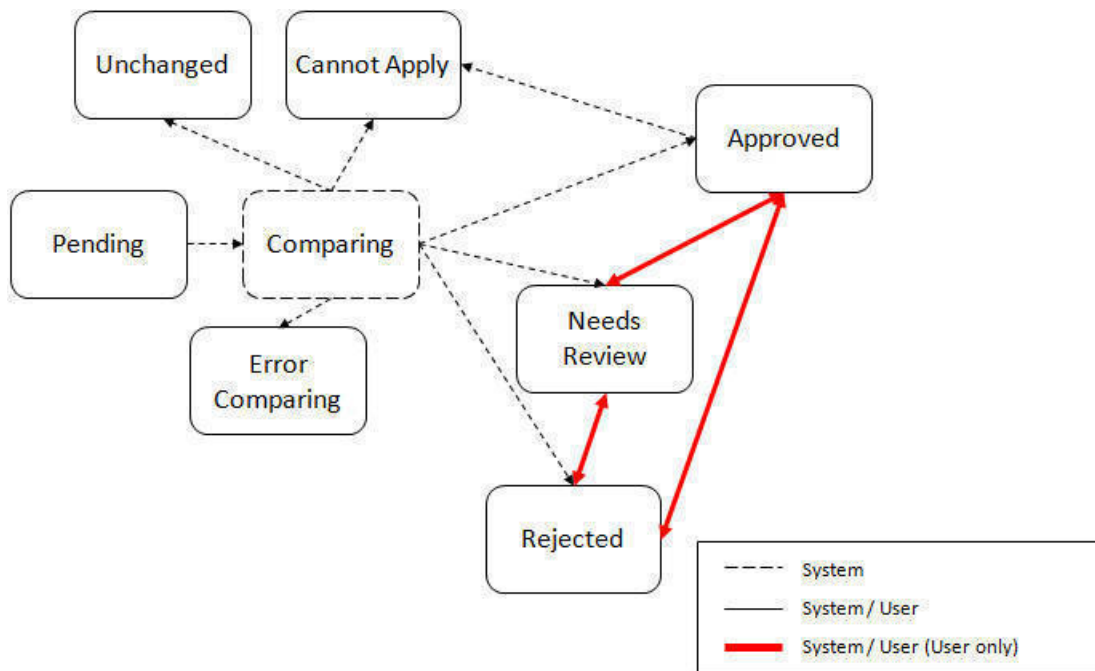 Unchanged
Cannot Apply
Approved
Pending
Comparing
Needs
Review
Error
Comparing
Rejected
System
System / User
System / User (User only)